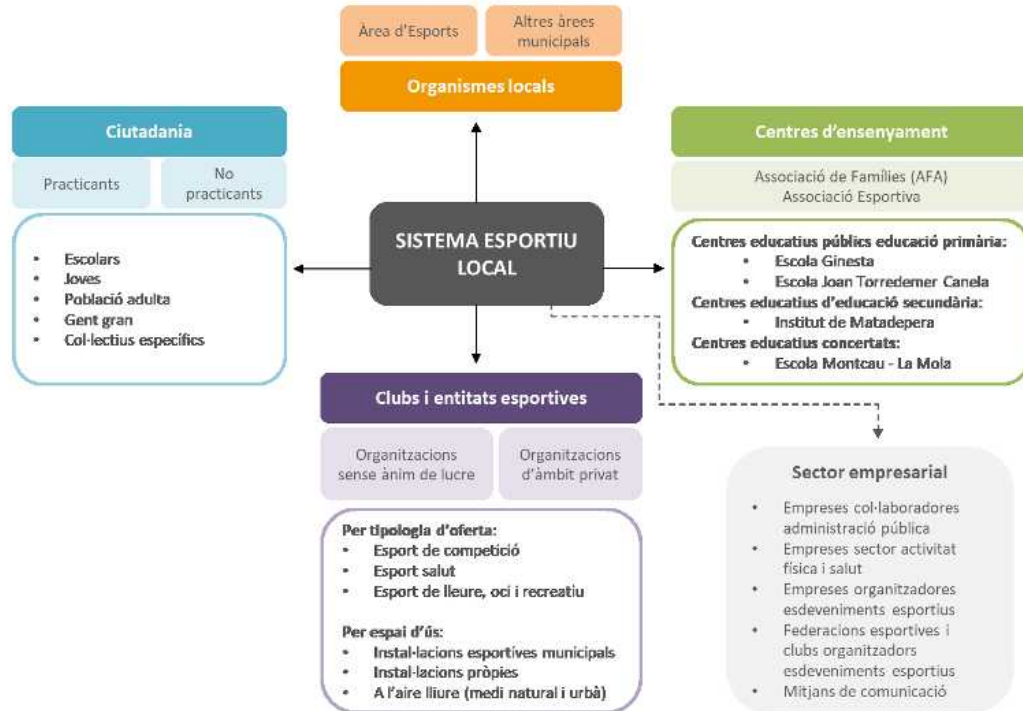 Àrea d'Esports
Altres àrees
municipals
Organismes locals
Ciutadania
Practicants
No
practicants
Escolars
Joves
Població adulta
Gent gran
Col·lectius específics
SISTEMA ESPORTIU
LOCAL
Centres d'ensenyament
Associació de Famílies (AFA)
Associació Esportiva
Centres educatius públics educació primària:
Escola Ginesta
Escola Joan Torredemer Canela
Centres educatius d'educació secundària:
Institut de Matadepera
Centres educatius concertats:
Escola Montcau - La Mola
Clubs i entitats esportives
Organitzacions
sense ànim de lucre
Organitzacions
d'àmbit privat
Per tipologia d'oferta:
Esport de competició
Esport salut
Esport de lleure, oci i recreatiu
Per espai d'ús:
Instal·lacions esportives municipals
Instal·lacions pròpies
A l'aire lliure (medi natural i urbà)
Sector empresarial
Empreses col·laboradores
administració pública
Empreses sector activitat
física i salut
Empreses organitzadores
esdeveniments esportius
Federacions esportives i
clubs organitzadors
esdeveniments esportius
Mitjans de comunicació